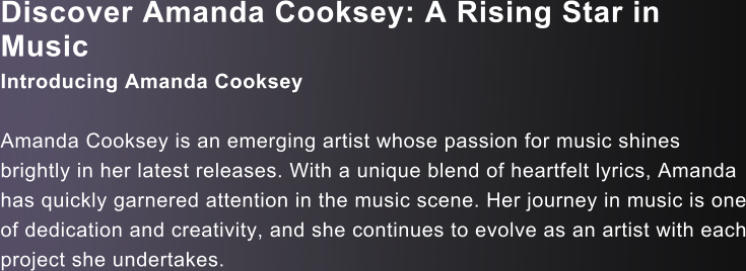 Discover Amanda Cooksey: A Rising Star in
Music
Introducing Amanda Cooksey
Amanda Cooksey is an emerging artist whose passion for music shines
brightly in her latest releases. With a unique blend of heartfelt lyrics, Amanda
has quickly garnered attention in the music scene. Her journey in music is one
of dedication and creativity, and she continues to evolve as an artist with each
project she undertakes.